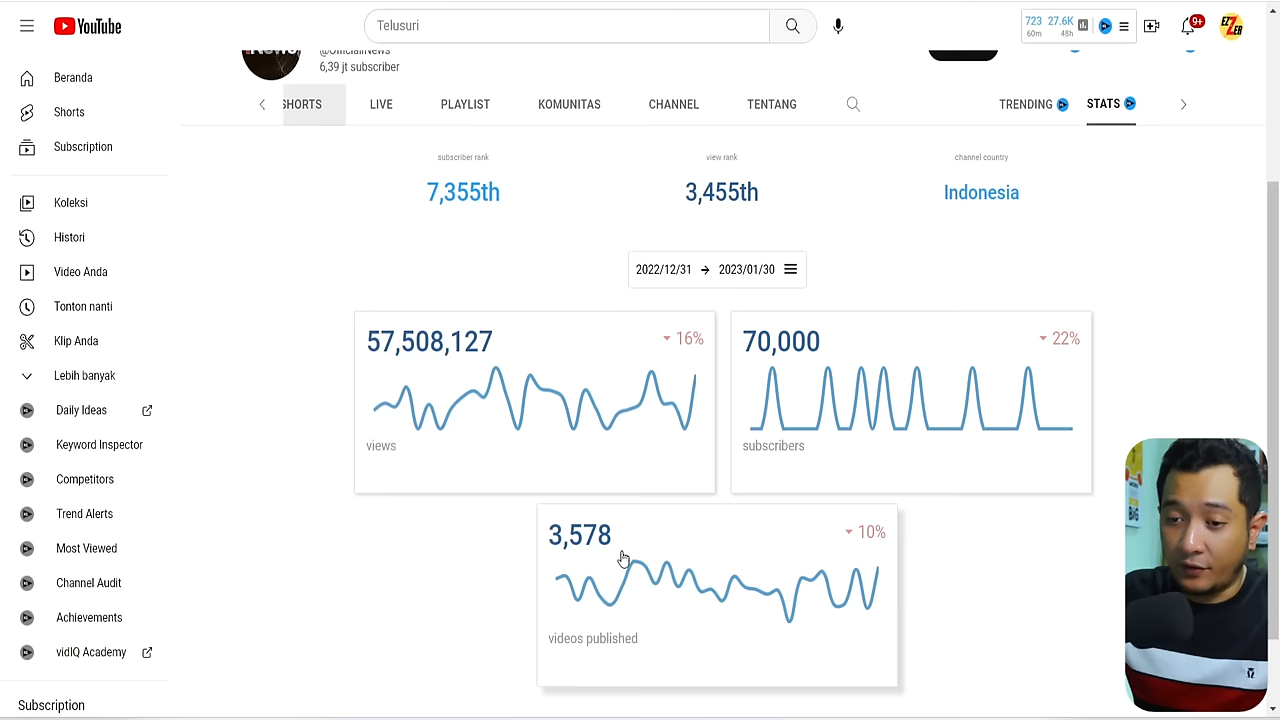 YouTube
Telusuri
723 27.6K
60m 48h
9+
EZ
ZER
@OfficialiNews
6,39 jt subscriber
SHORTS LIVE PLAYLIST KOMUNITAS CHANNEL TENTANG TRENDING STATS
Beranda
Shorts
Subscription
Koleksi
Histori
Video Anda
Tonton nanti
Klip Anda
Lebih banyak
Daily Ideas
Keyword Inspector
Competitors
Trend Alerts
Most Viewed
Channel Audit
Achievements
vidIQ Academy
Subscription
subscriber rank view rank channel country
7,355th 3,455th Indonesia
2022/12/31 → 2023/01/30
57,508,127 16%
views
70,000 22%
subscribers
3,578 10%
videos published